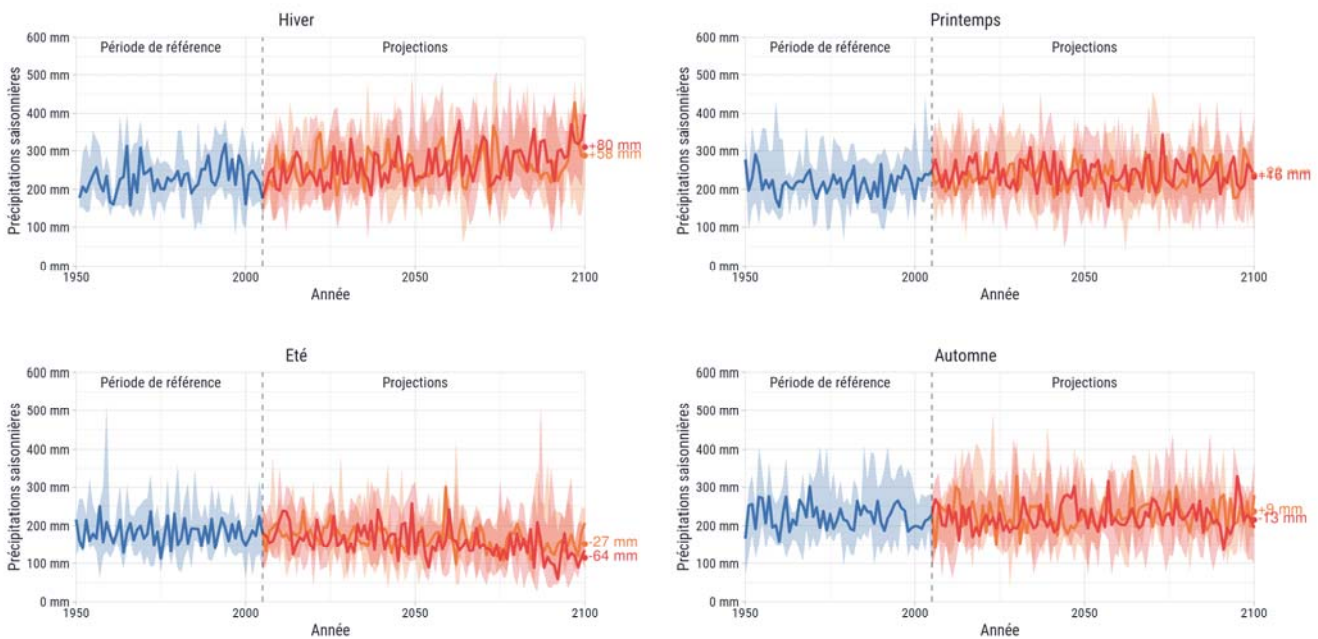 Hiver
Précipitations saisonnières
600 mm
500 mm
400 mm
300 mm
200 mm
100 mm
0 mm
Période de référence
Projections
+80 mm
+58 mm
1950
2000
2050
2100
Année
Printemps
Précipitations saisonnières
600 mm
500 mm
400 mm
300 mm
200 mm
100 mm
0 mm
Période de référence
Projections
mm
1950
2000
2050
2100
Année
Eté
Précipitations saisonnières
600 mm
500 mm
400 mm
300 mm
200 mm
100 mm
0 mm
Période de référence
Projections
-27 mm
-64 mm
1950
2000
2050
2100
Année
Automne
Précipitations saisonnières
600 mm
500 mm
400 mm
300 mm
200 mm
100 mm
0 mm
Période de référence
Projections
+9 mm
-13 mm
1950
2000
2050
2100
Année